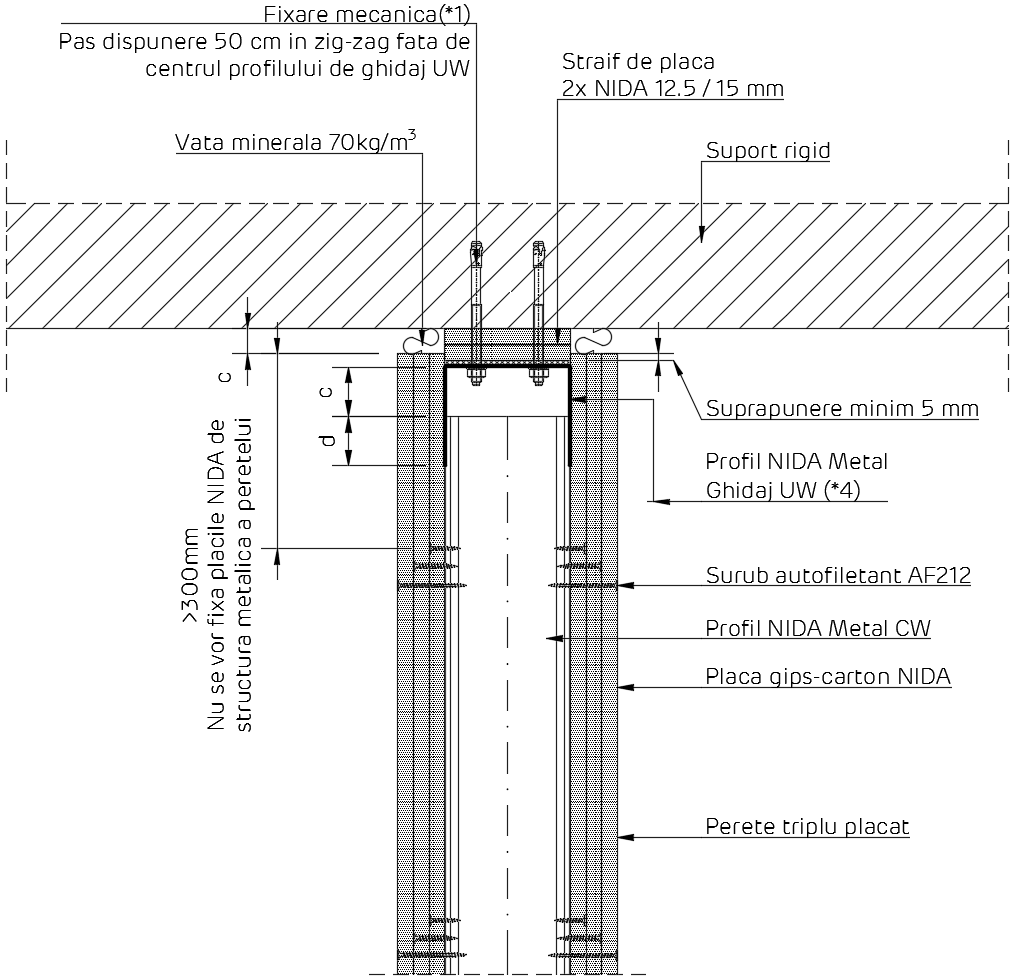 Fixare mecanica(*1)
Pas dispunere 50 cm in zig-zag fata de
centrul profilului de ghidaj UW
Straif de placa
2x NIDA 12.5 / 15 mm
Vata minerala 70kg/m³
Suport rigid
c
c
d
Suprapunere minim 5 mm
Profil NIDA Metal
Ghidaj UW (*4)
>300mm
Nu se vor fixa placile NIDA de
structura metalica a peretelui
Surub autofiletant AF212
Profil NIDA Metal CW
Placa gips-carton NIDA
Perete triplu placat